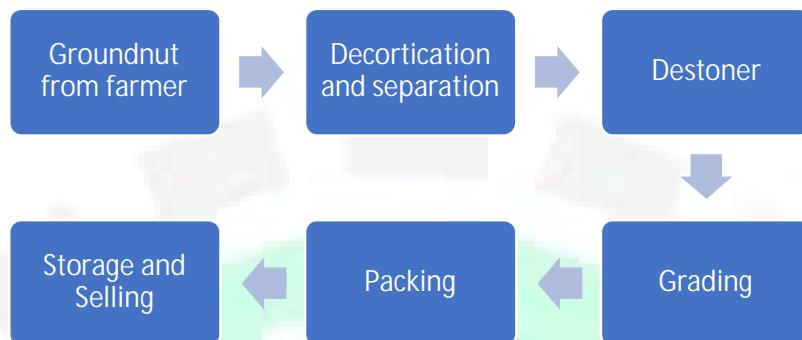 Groundnut
from farmer
Decortication
and separation
Destoner
Grading
Packing
Storage and
Selling